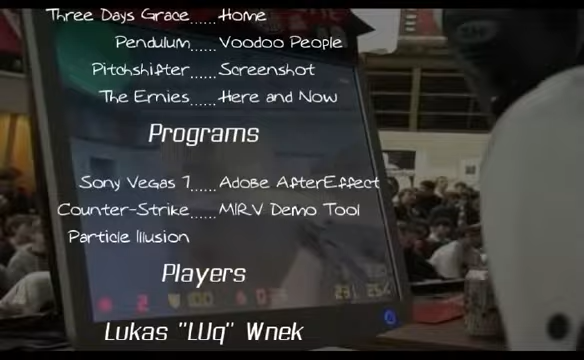 Three Days Grace......Home
Pendulum......Voodoo People
Pitchshifter......Screenshot
The Ernies......Here and Now
Programs
Sony Vegas 7......Adobe AfterEffect
Counter-Strike......MIRV Demo Tool
Particle Illusion
Players
Lukas "LUq" Wnek